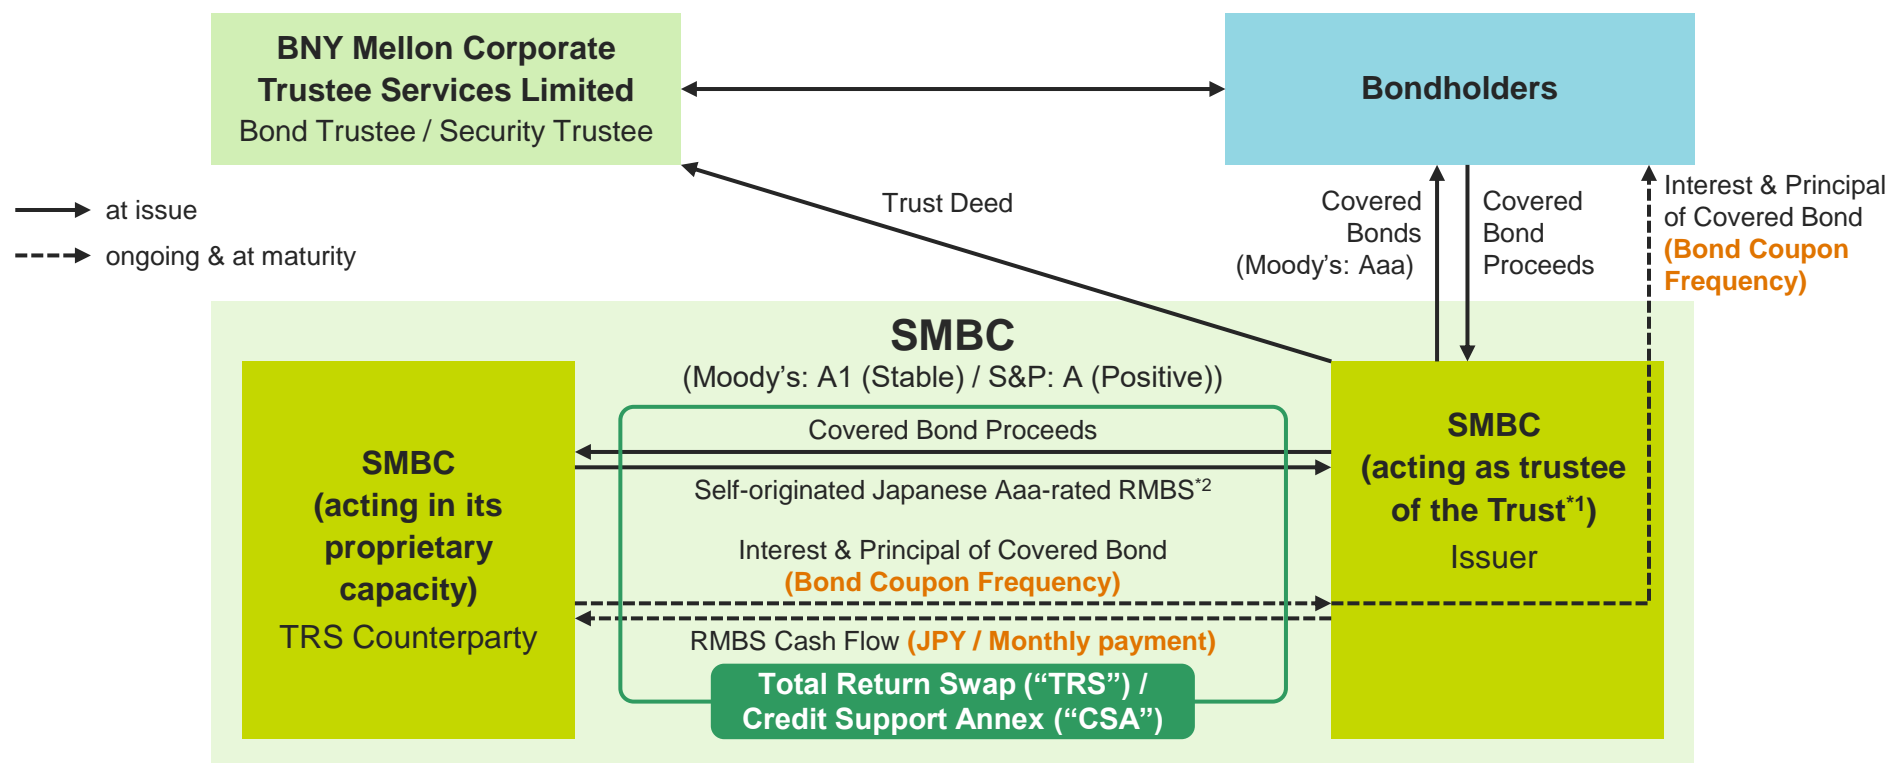 BNY Mellon Corporate
Trustee Services Limited
Bond Trustee / Security Trustee
Bondholders
at issue
ongoing & at maturity
Trust Deed
Covered
Bonds
(Moody's: Aaa)
Covered
Bond
Proceeds
Interest & Principal
of Covered Bond
(Bond Coupon
Frequency)
SMBC
(Moody's: A1 (Stable) / S&P: A (Positive))
SMBC
(acting in its
proprietary
capacity)
TRS Counterparty
Covered Bond Proceeds
Self-originated Japanese Aaa-rated RMBS*2
Interest & Principal of Covered Bond
(Bond Coupon Frequency)
RMBS Cash Flow (JPY / Monthly payment)
Total Return Swap (“TRS”) /
Credit Support Annex (“CSA”)
SMBC
(acting as trustee
of the Trust*1)
Issuer